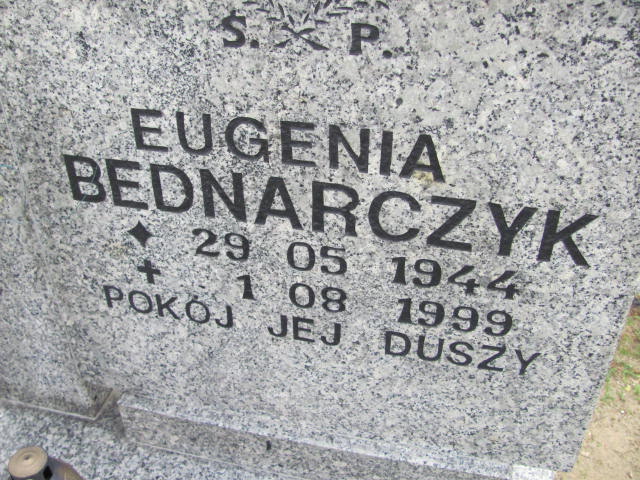 Ś. P.
EUGENIA
BEDNARCZYK
✦ 29 05 1944
✝ 1 08 1999
POKÓJ JEJ DUSZY